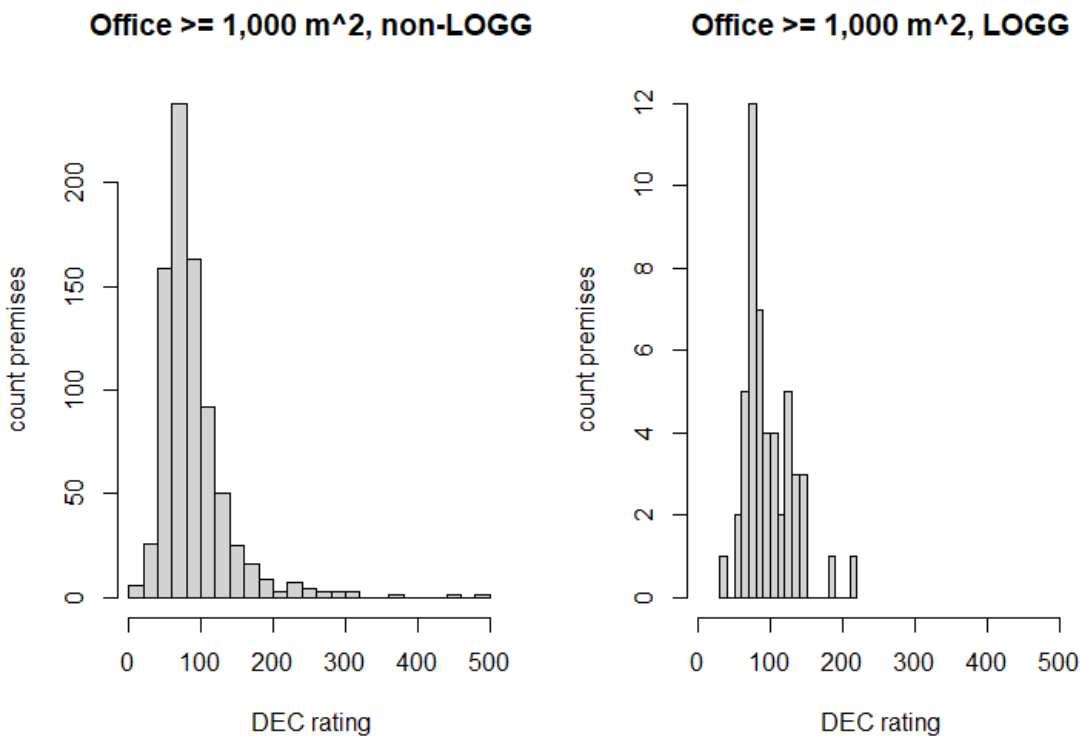 Office >= 1,000 m^2, non-LOGG
count premises
200
150
100
50
0
0 100 200 300 400 500
DEC rating
Office >= 1,000 m^2, LOGG
count premises
12
10
8
6
4
2
0
0 100 200 300 400 500
DEC rating